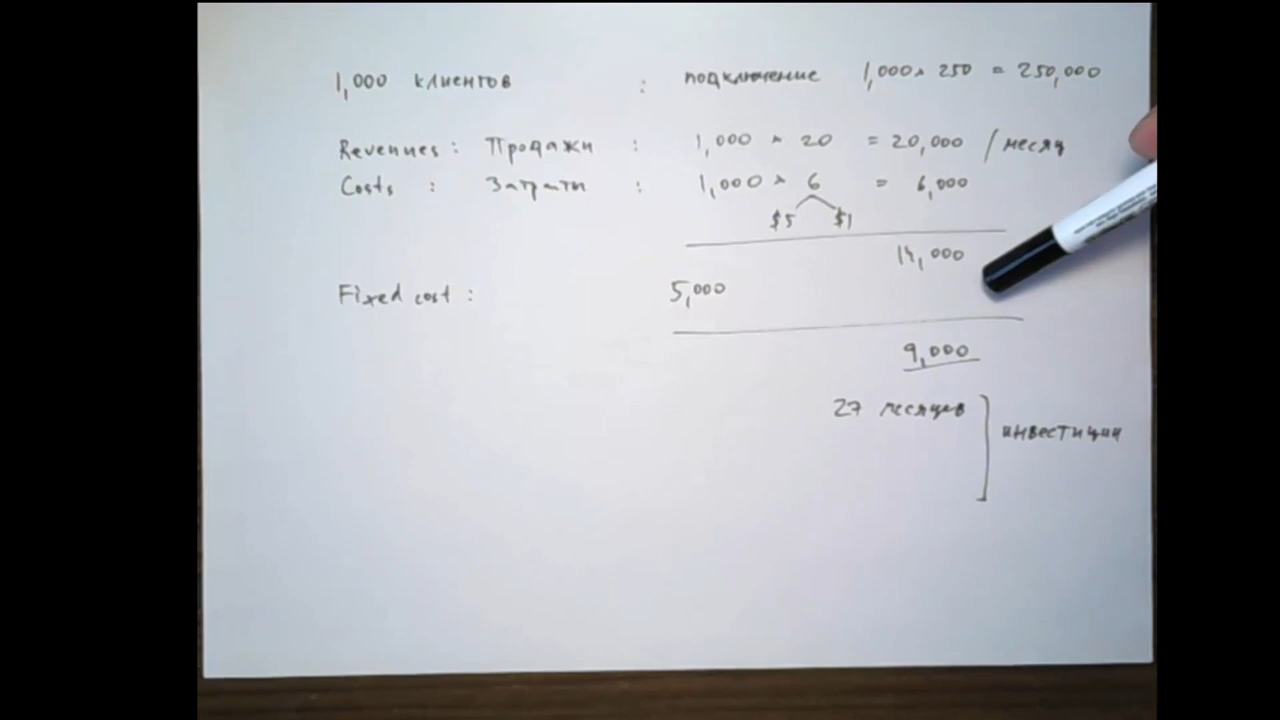 1,000 клиентов : подключение 1,000 × 250 = 250,000
Revenues : Продажи : 1,000 × 20 = 20,000 / месяц
Costs : Затраты : 1,000 × 6 = 6,000
$5 $1
14,000
Fixed cost : 5,000
9,000
27 месяцев
инвестиции